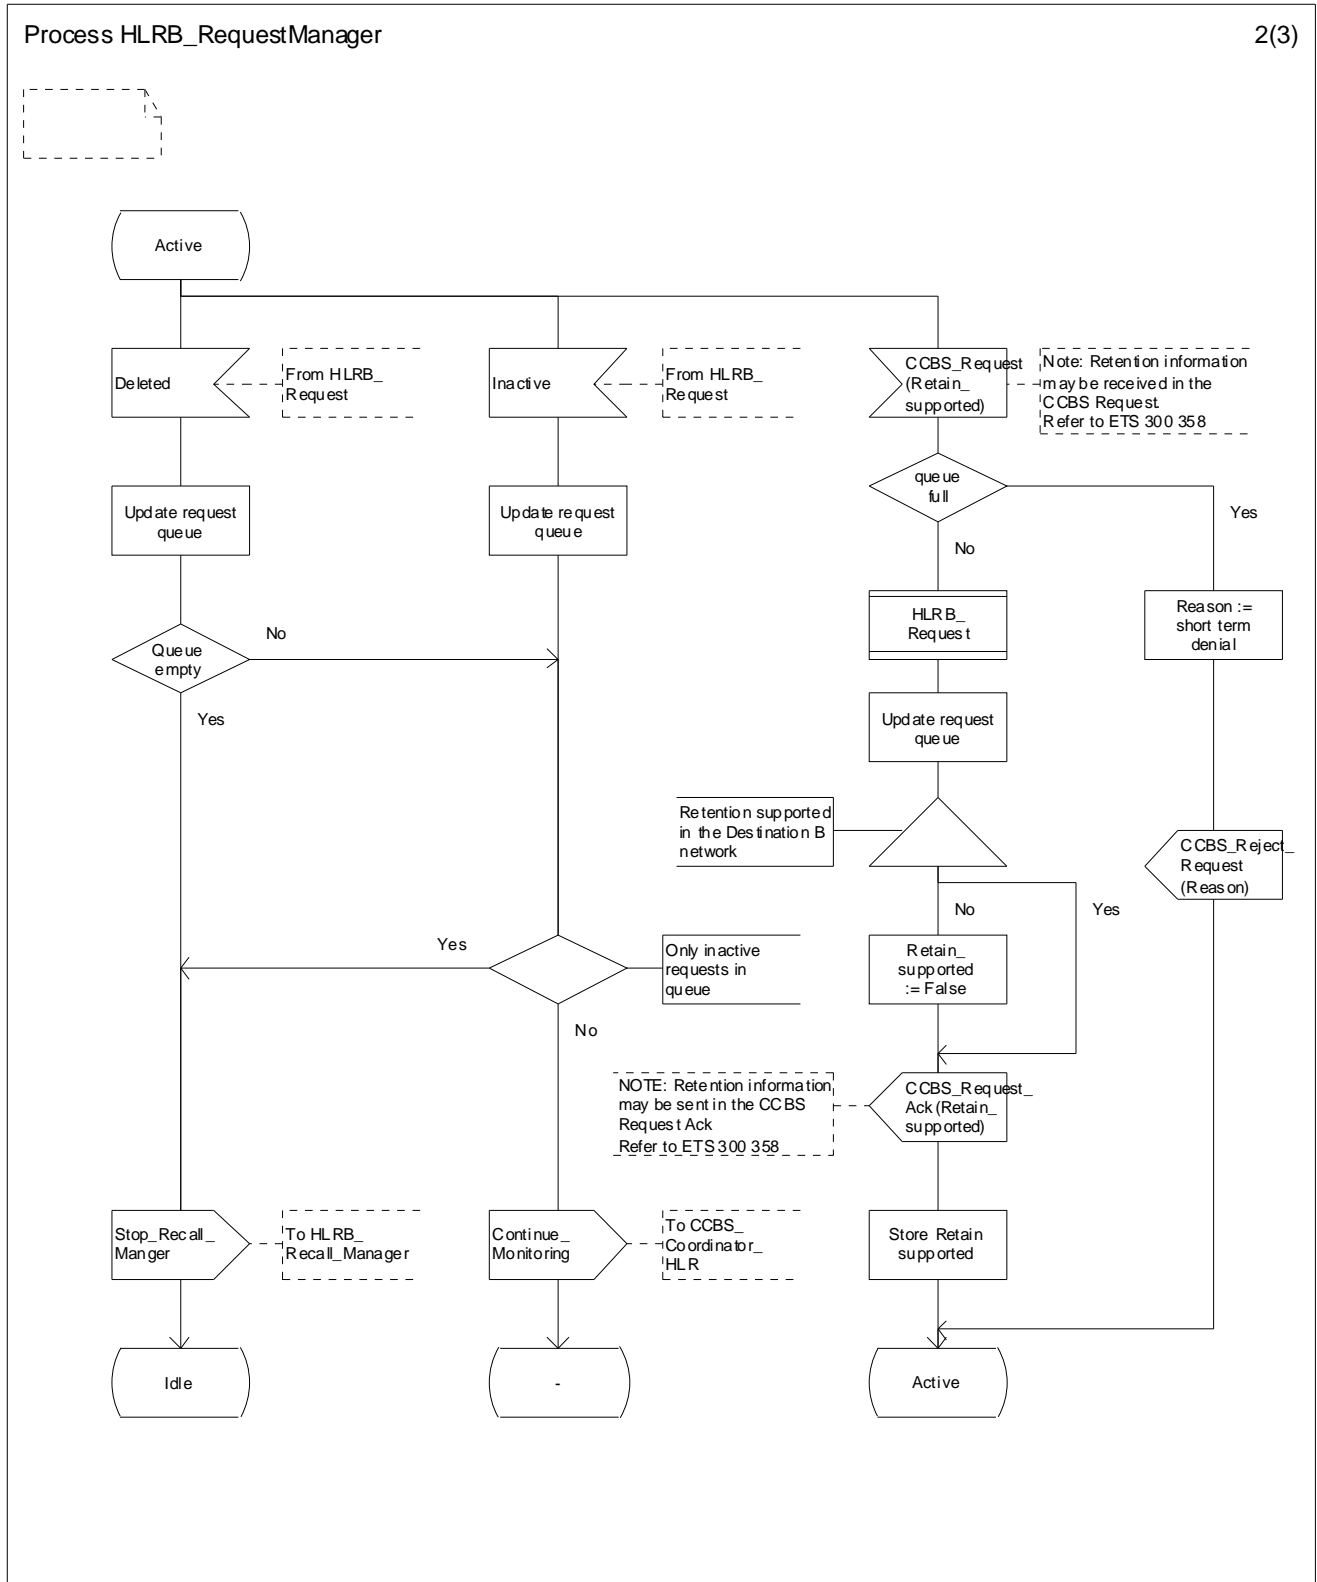 Process HLRB_RequestManager
2(3)
Active
Deleted
From HLRB_
Request
Inactive
From HLRB_
Request
CCBS_Request
(Retain_
supported)
Note: Retention information
may be received in the
CCBS Request.
Refer to ETS 300 358
Update request
queue
Update request
queue
queue
full
Yes
No
HLRB_
Request
Reason :=
short term
denial
Queue
empty
No
Yes
Update request
queue
Retention supported
in the Destination B
network
CCBS_Reject_
Request
(Reason)
No
Yes
Yes
Only inactive
requests in
queue
Retain_
supported
:= False
No
NOTE: Retention information
may be sent in the CCBS
Request Ack
Refer to ETS 300 358
CCBS_Request_
Ack (Retain_
supported)
Stop_Recall_
Manger
To HLRB_
Recall_Manager
Continue_
Monitoring
To CCBS_
Coordinator_
HLR
Store Retain
supported
Idle
-
Active